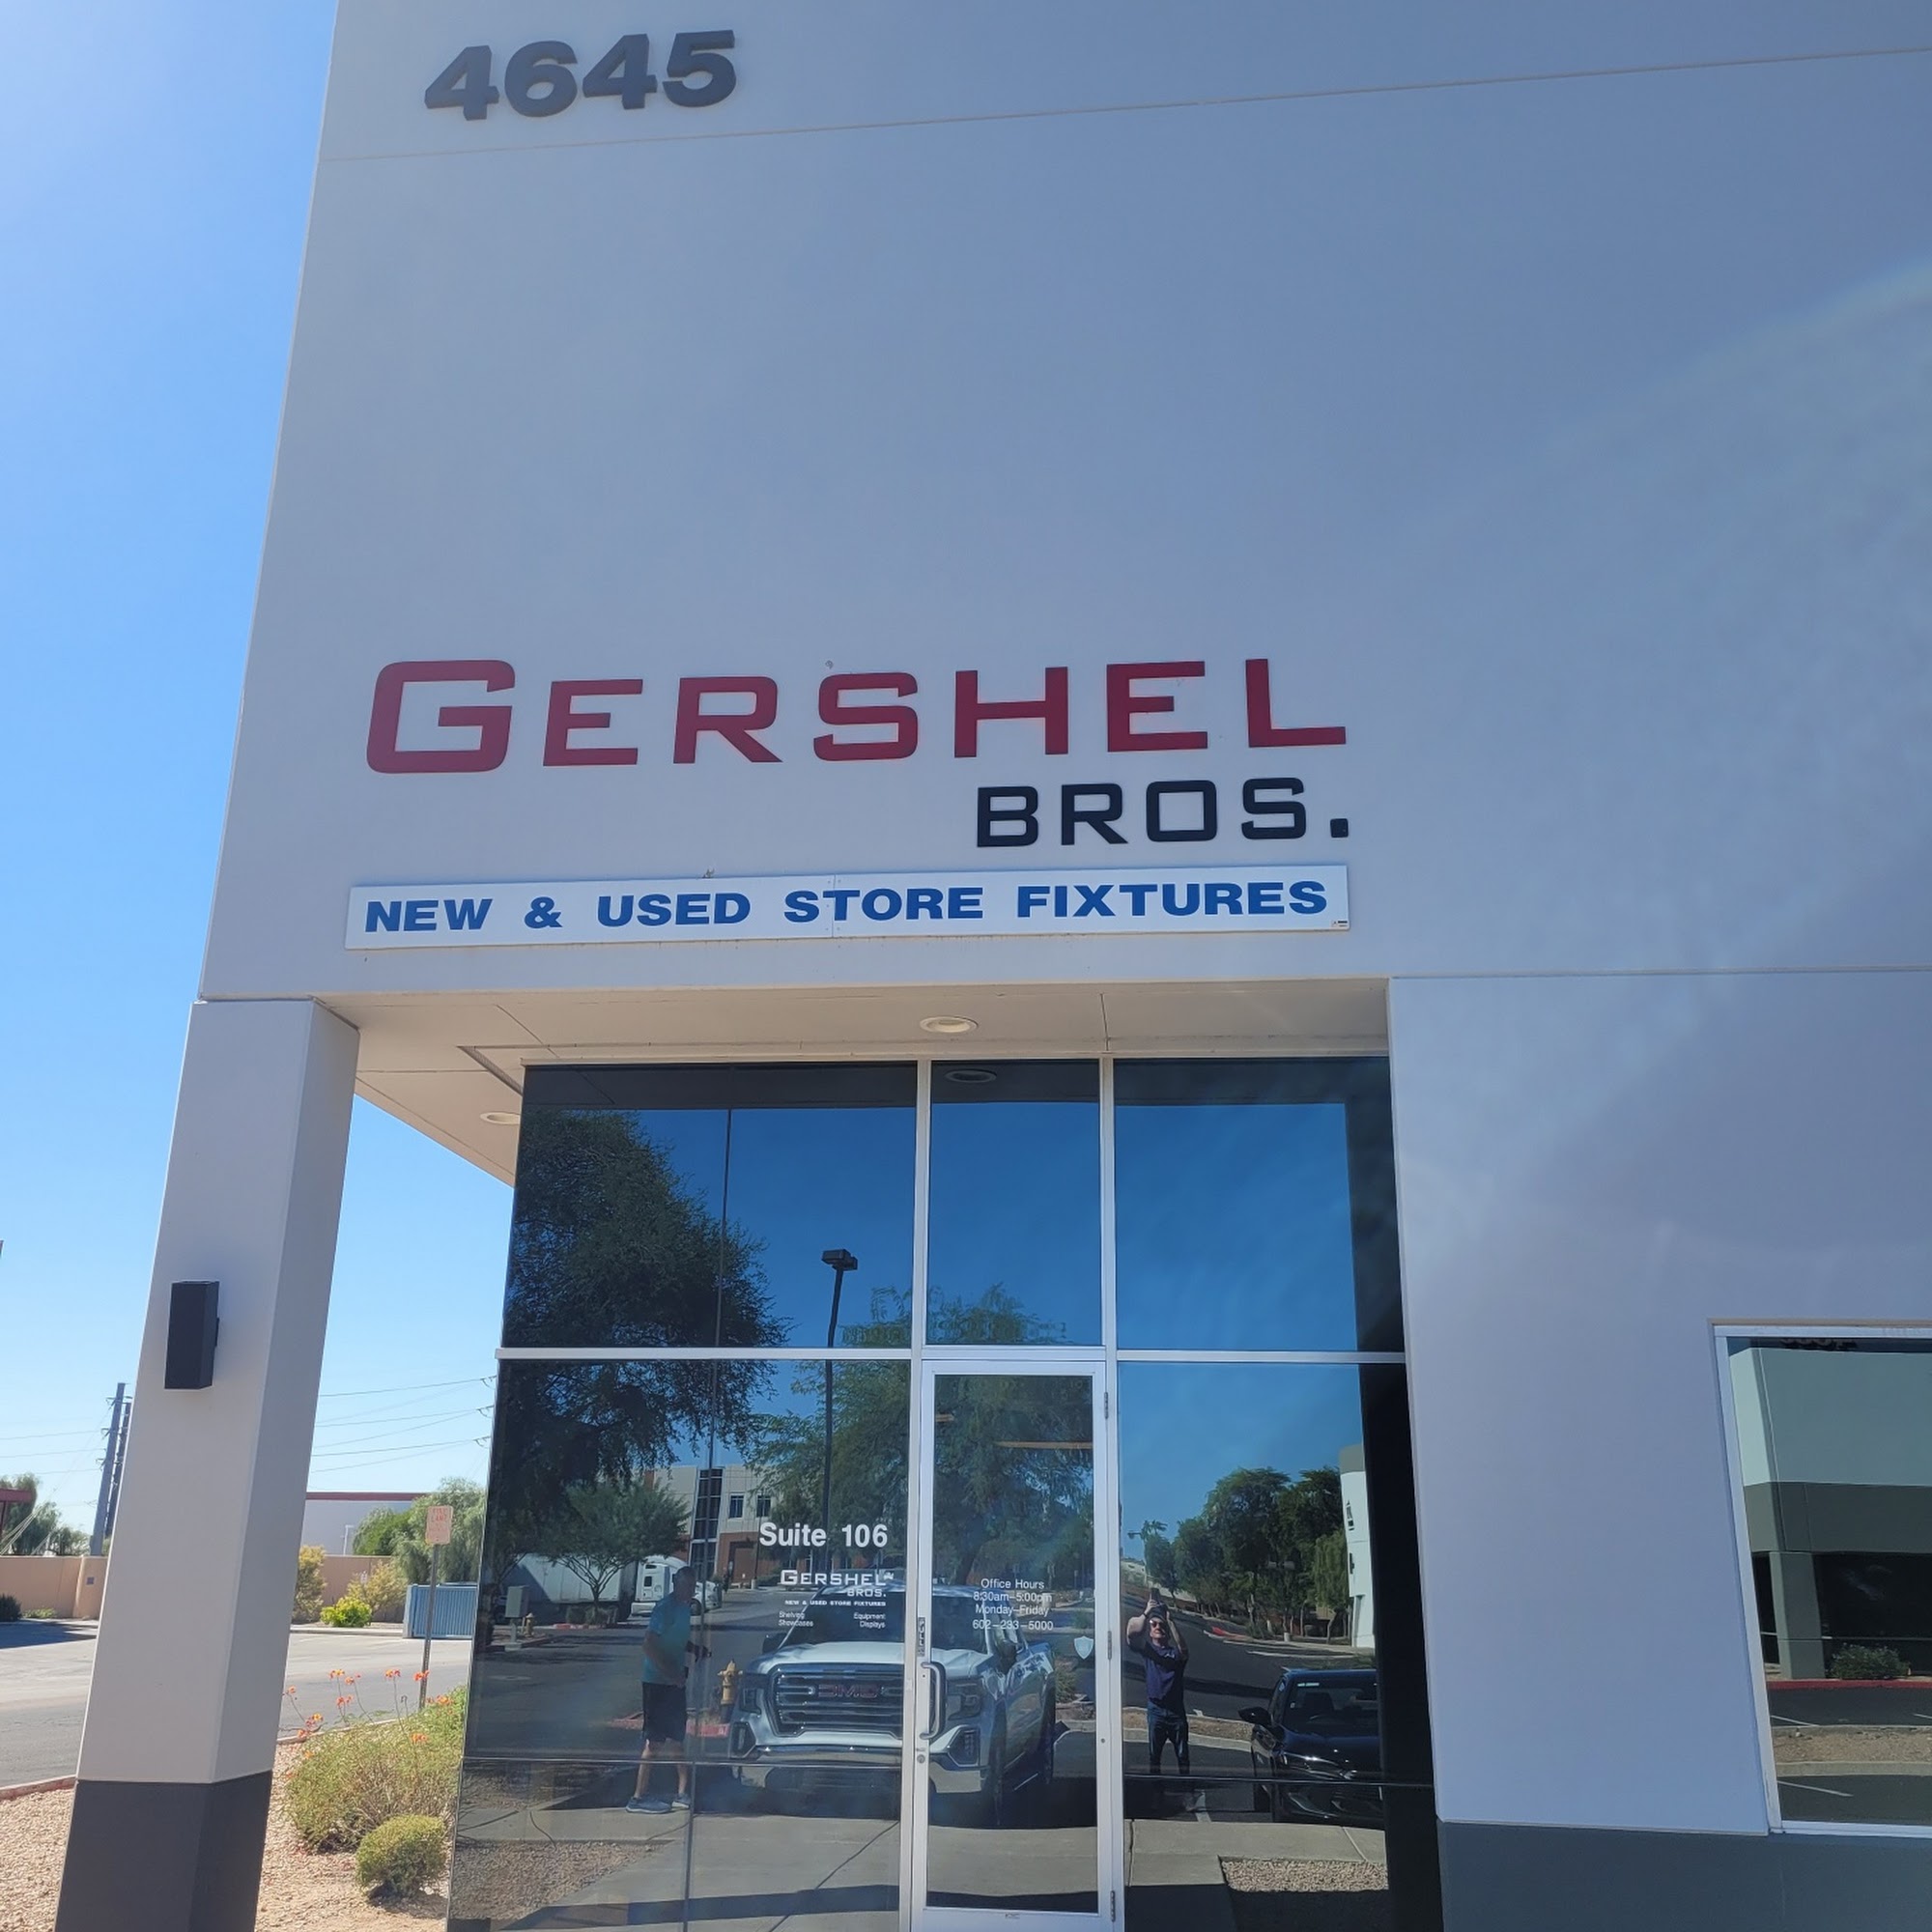 4645
GERSHEL
BROS.
NEW & USED STORE FIXTURES
Suite 106
GERSHEL
BROS.
NEW & USED STORE FIXTURES
Shelving Equipment
Showcases Displays
Office Hours
8:30am-5:00pm
Monday-Friday
602-233-5000
GMC